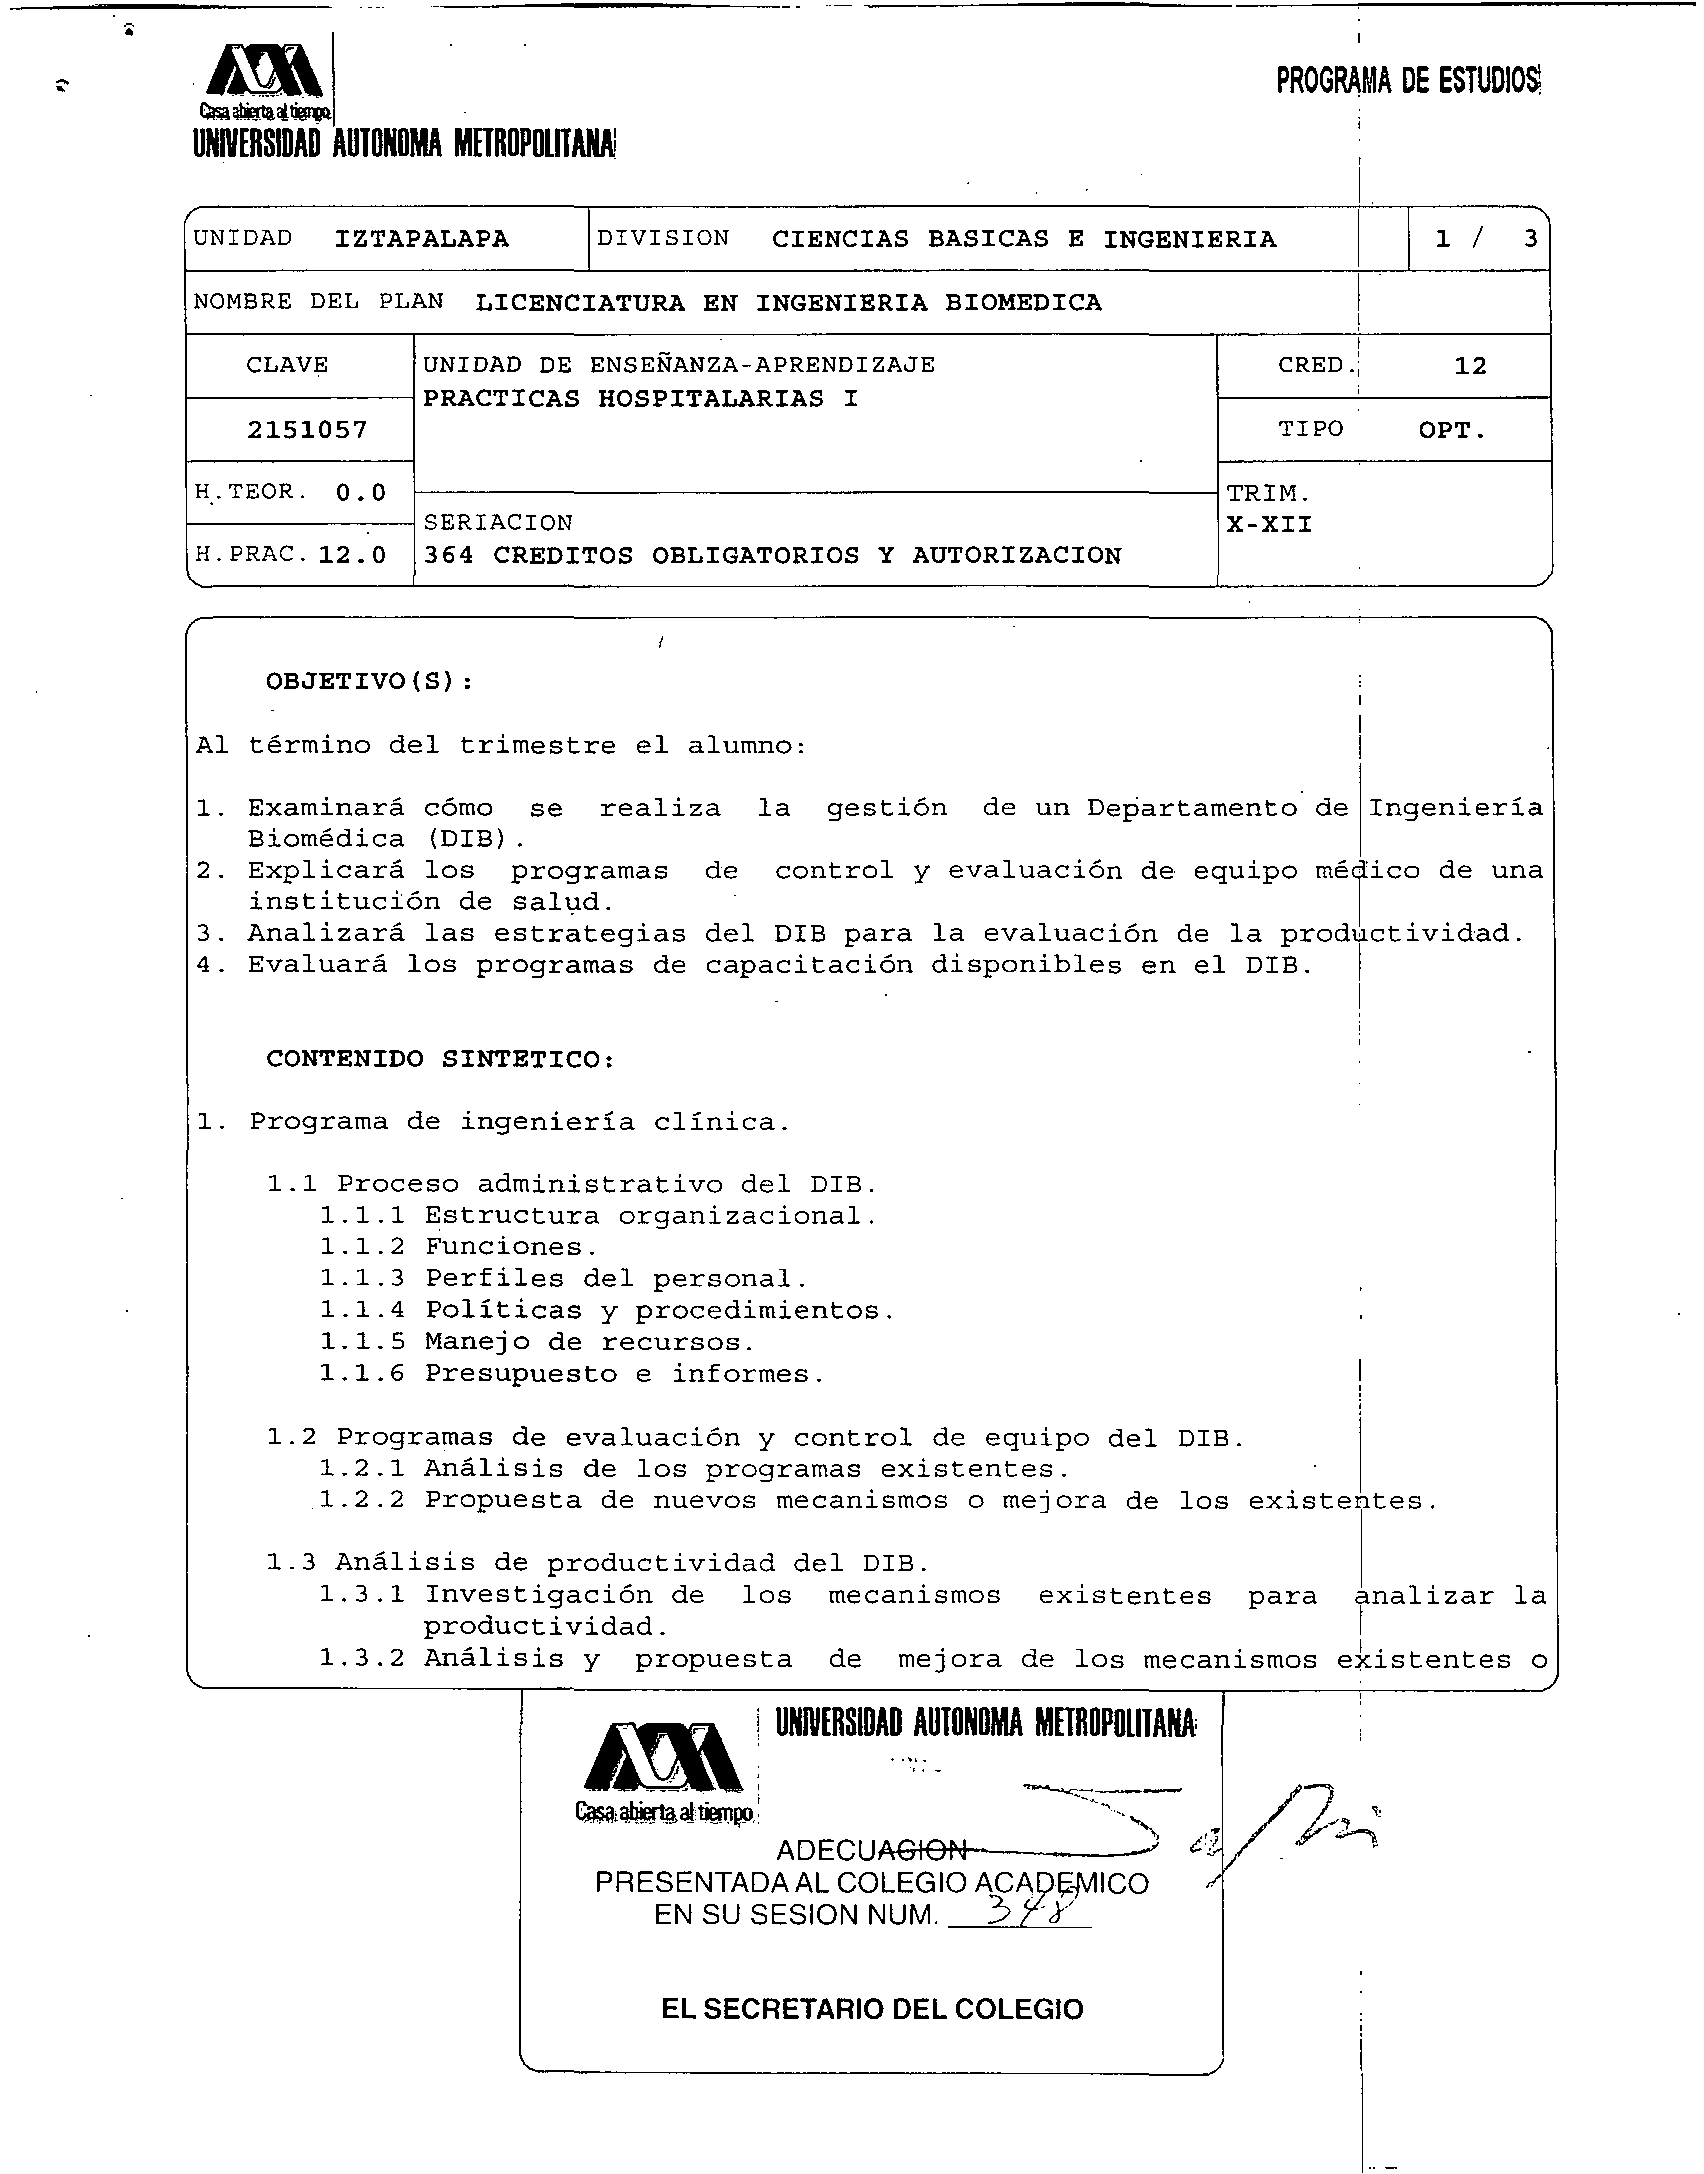 Casa abierta al tiempo
UNIVERSIDAD AUTONOMA METROPOLITANA
PROGRAMA DE ESTUDIOS
UNIDAD IZTAPALAPA DIVISION CIENCIAS BASICAS E INGENIERIA 1 / 3
NOMBRE DEL PLAN LICENCIATURA EN INGENIERIA BIOMEDICA
CLAVE UNIDAD DE ENSEÑANZA-APRENDIZAJE CRED. 12
PRACTICAS HOSPITALARIAS I
2151057 TIPO OPT.
H.TEOR. 0.0 TRIM.
SERIACION X-XII
H.PRAC. 12.0 364 CREDITOS OBLIGATORIOS Y AUTORIZACION
OBJETIVO(S):
Al término del trimestre el alumno:
1. Examinará cómo se realiza la gestión de un Departamento de Ingeniería
Biomédica (DIB).
2. Explicará los programas de control y evaluación de equipo médico de una
institución de salud.
3. Analizará las estrategias del DIB para la evaluación de la productividad.
4. Evaluará los programas de capacitación disponibles en el DIB.
CONTENIDO SINTETICO:
1. Programa de ingeniería clínica.
1.1 Proceso administrativo del DIB.
1.1.1 Estructura organizacional.
1.1.2 Funciones.
1.1.3 Perfiles del personal.
1.1.4 Políticas y procedimientos.
1.1.5 Manejo de recursos.
1.1.6 Presupuesto e informes.
1.2 Programas de evaluación y control de equipo del DIB.
1.2.1 Análisis de los programas existentes.
1.2.2 Propuesta de nuevos mecanismos o mejora de los existentes.
1.3 Análisis de productividad del DIB.
1.3.1 Investigación de los mecanismos existentes para analizar la
productividad.
1.3.2 Análisis y propuesta de mejora de los mecanismos existentes o
UNIVERSIDAD AUTONOMA METROPOLITANA
Casa abierta al tiempo
ADECUACION
PRESENTADA AL COLEGIO ACADEMICO
EN SU SESION NUM. 348
EL SECRETARIO DEL COLEGIO